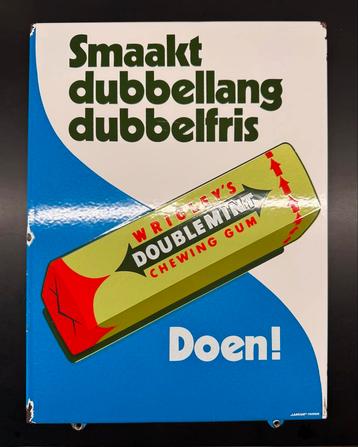 Smaakt
dubbellang
dubbelfris
WRIGLEY'S
DOUBLEMINT
CHEWING GUM
Doen!